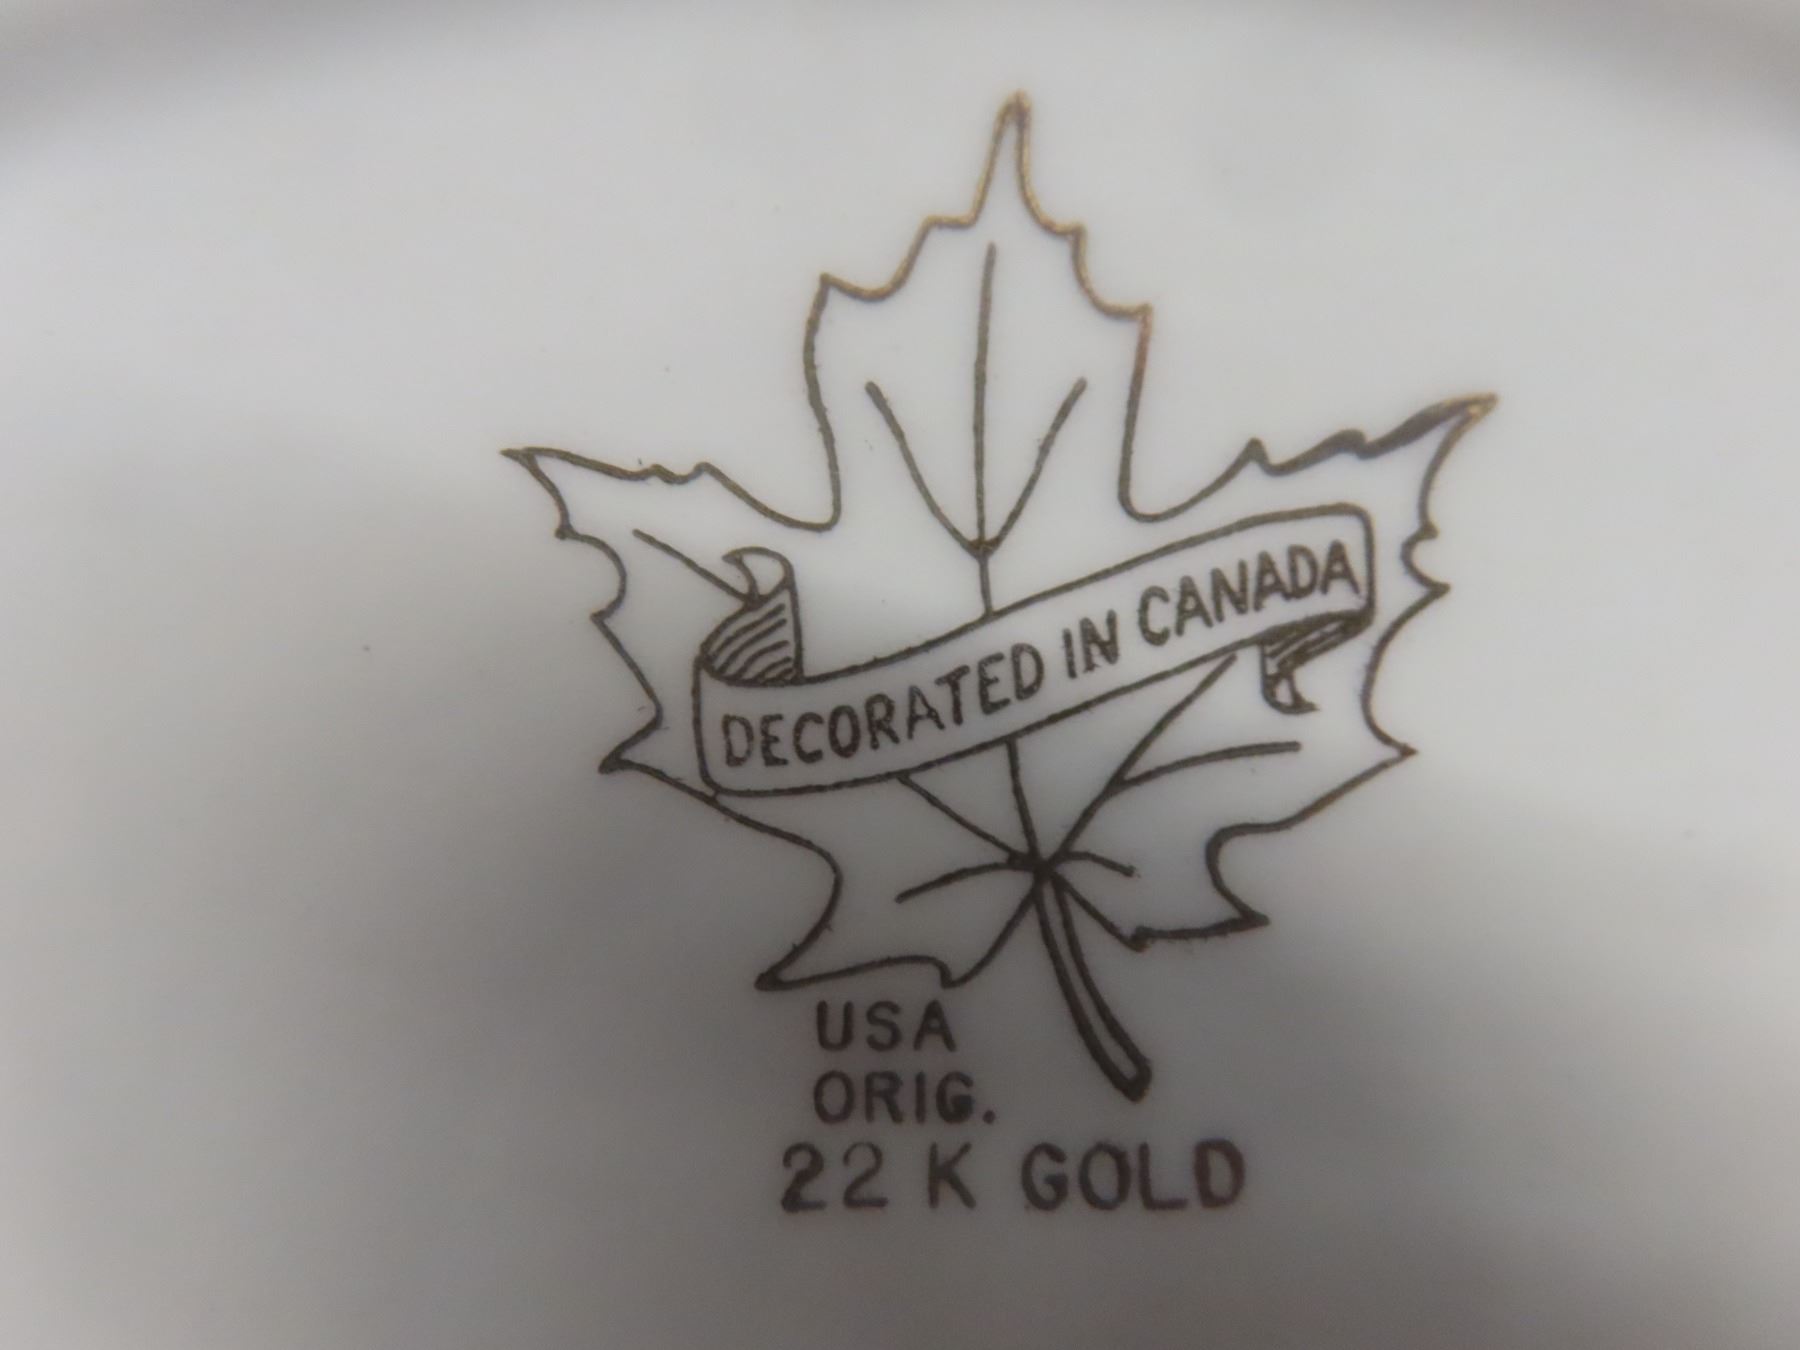 DECORATED IN CANADA
USA
ORIG.
22 K GOLD